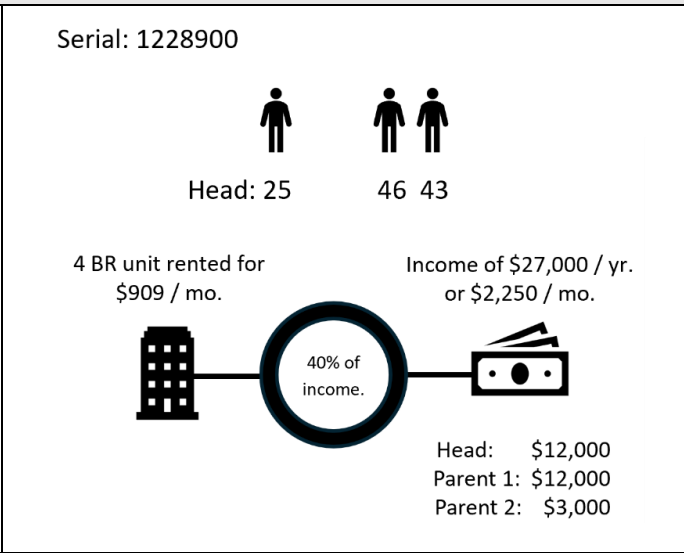 Serial: 1228900
Head: 25
46 43
4 BR unit rented for
$909 / mo.
Income of $27,000 / yr.
or $2,250 / mo.
40% of
income.
Head: $12,000
Parent 1: $12,000
Parent 2: $3,000